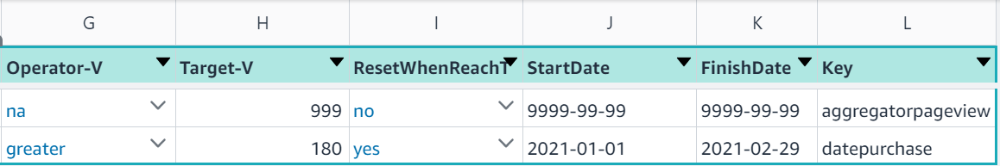 G H I J K L
Operator-V Target-V ResetWhenReachT StartDate FinishDate Key
na 999 no 9999-99-99 9999-99-99 aggregatorpageview
greater 180 yes 2021-01-01 2021-02-29 datepurchase